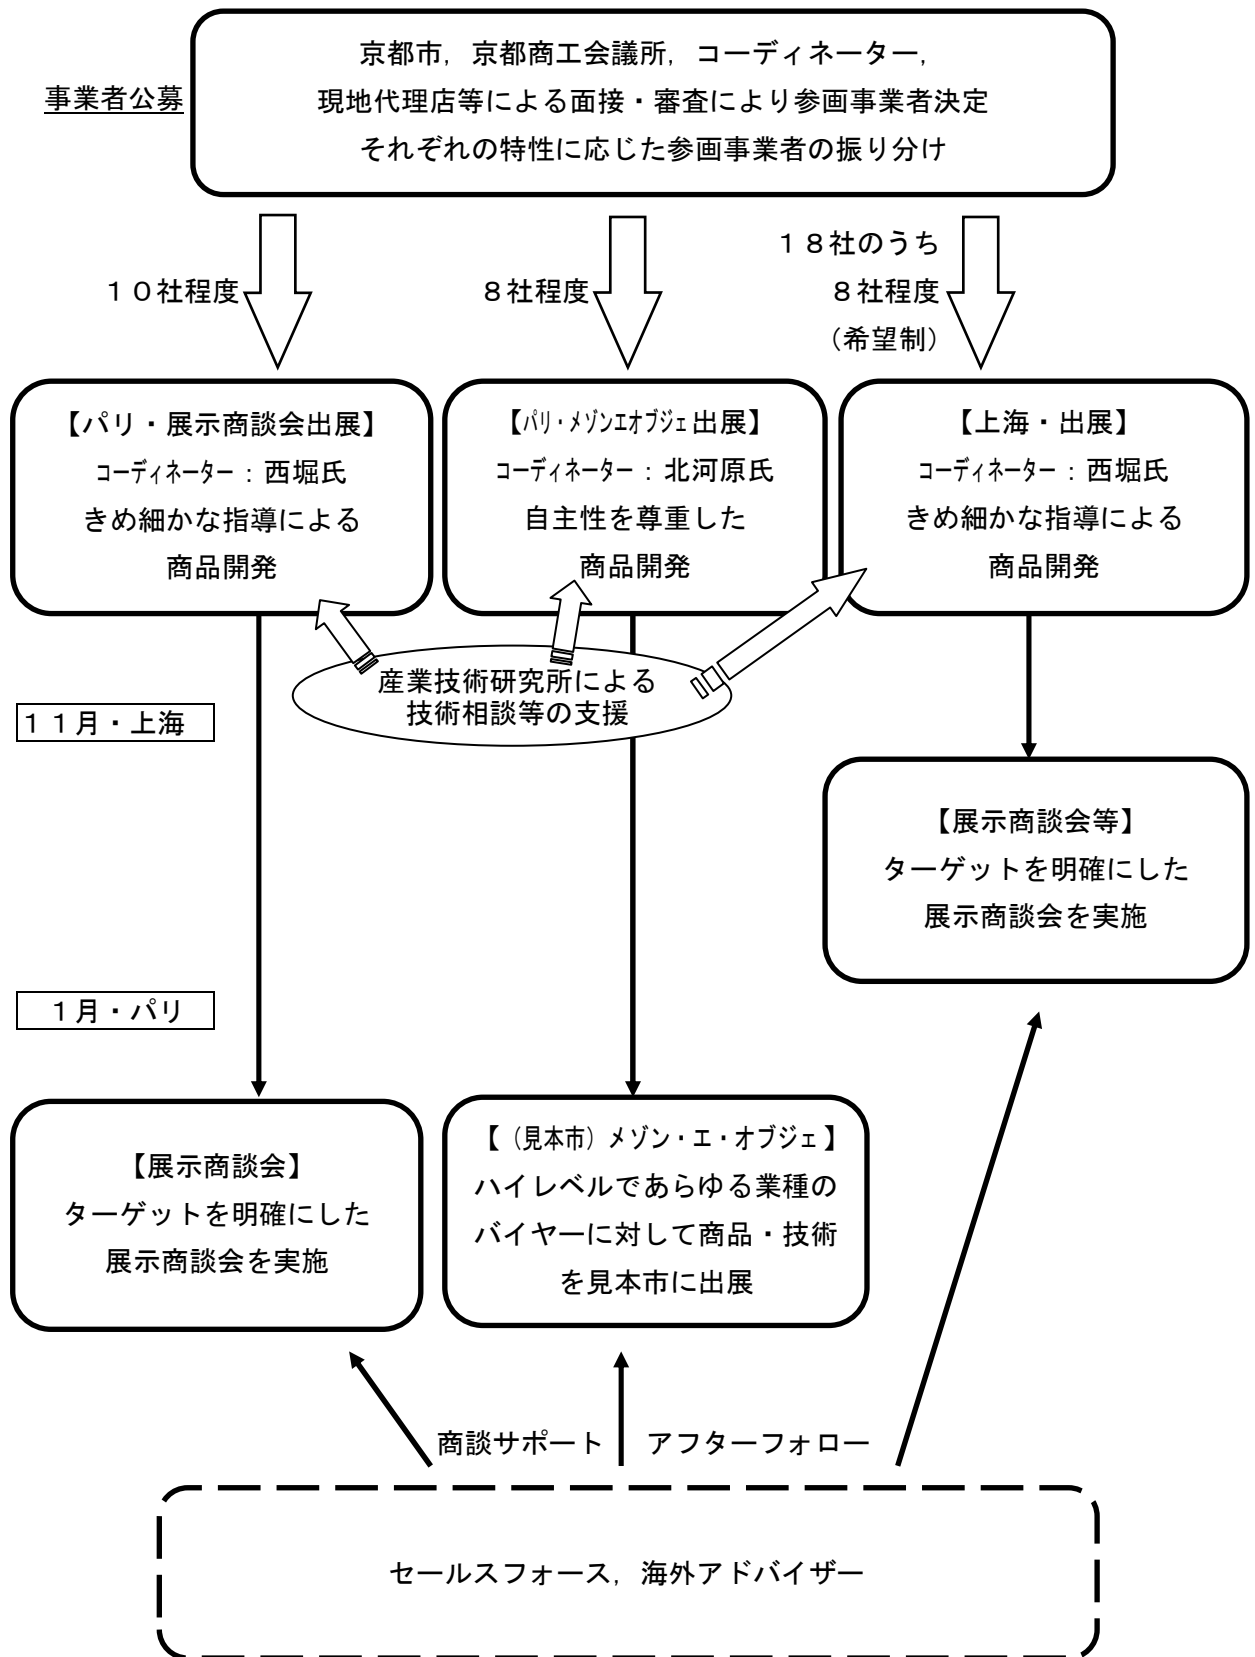 事業者公募
京都市，京都商工会議所，コーディネーター，
現地代理店等による面接・審査により参画事業者決定
それぞれの特性に応じた参画事業者の振り分け
１０社程度
８社程度
１８社のうち
８社程度
（希望制）
【パリ・展示商談会出展】
コーディネーター：西堀氏
きめ細かな指導による
商品開発
【パリ・メゾンエオブジェ出展】
コーディネーター：北河原氏
自主性を尊重した
商品開発
【上海・出展】
コーディネーター：西堀氏
きめ細かな指導による
商品開発
産業技術研究所による
技術相談等の支援
１１月・上海
【展示商談会等】
ターゲットを明確にした
展示商談会を実施
１月・パリ
【展示商談会】
ターゲットを明確にした
展示商談会を実施
【（見本市）メゾン・エ・オブジェ】
ハイレベルであらゆる業種の
バイヤーに対して商品・技術
を見本市に出展
商談サポート
アフターフォロー
セールスフォース，海外アドバイザー